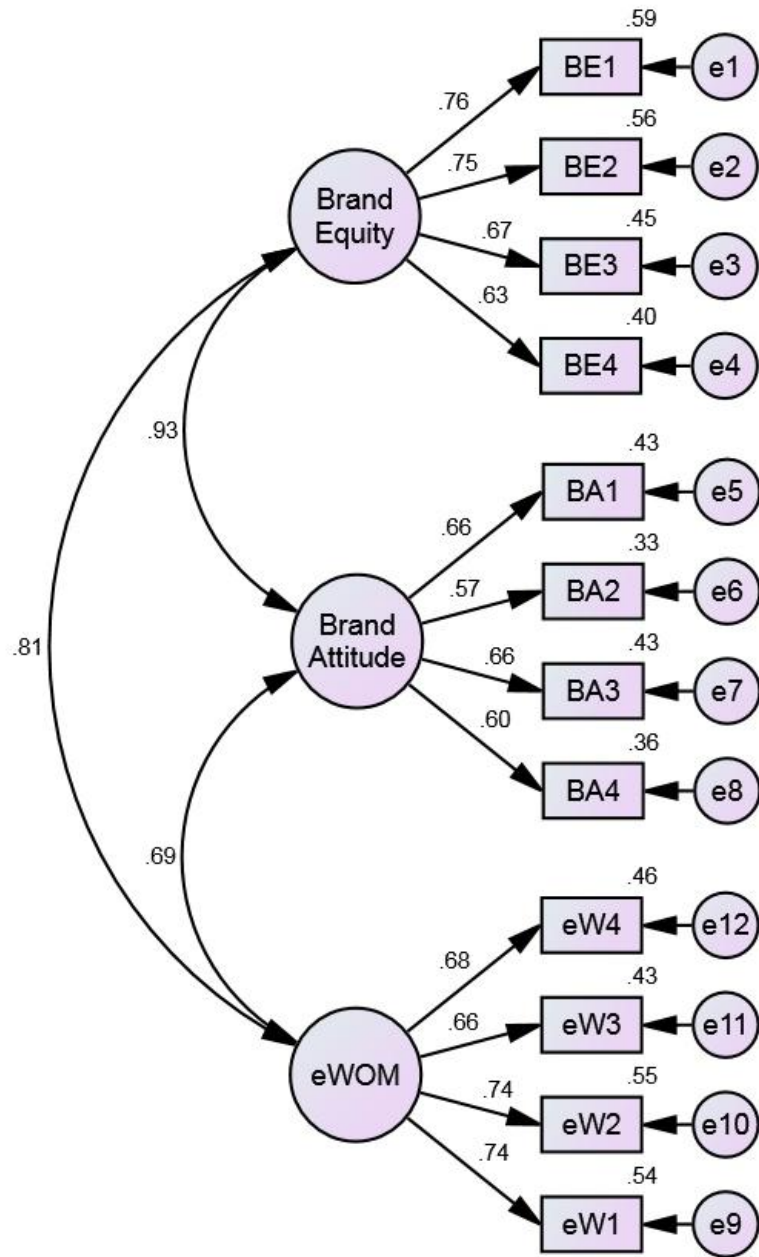 .59
BE1
e1
.76
.56
BE2
e2
.75
Brand
Equity
.45
BE3
e3
.67
.63
.40
BE4
e4
.93
.43
BA1
e5
.66
.33
BA2
e6
.57
Brand
Attitude
.81
.43
BA3
e7
.66
.60
.36
BA4
e8
.69
.46
eW4
e12
.68
.43
eW3
e11
.66
eWOM
.55
eW2
e10
.74
.74
.54
eW1
e9